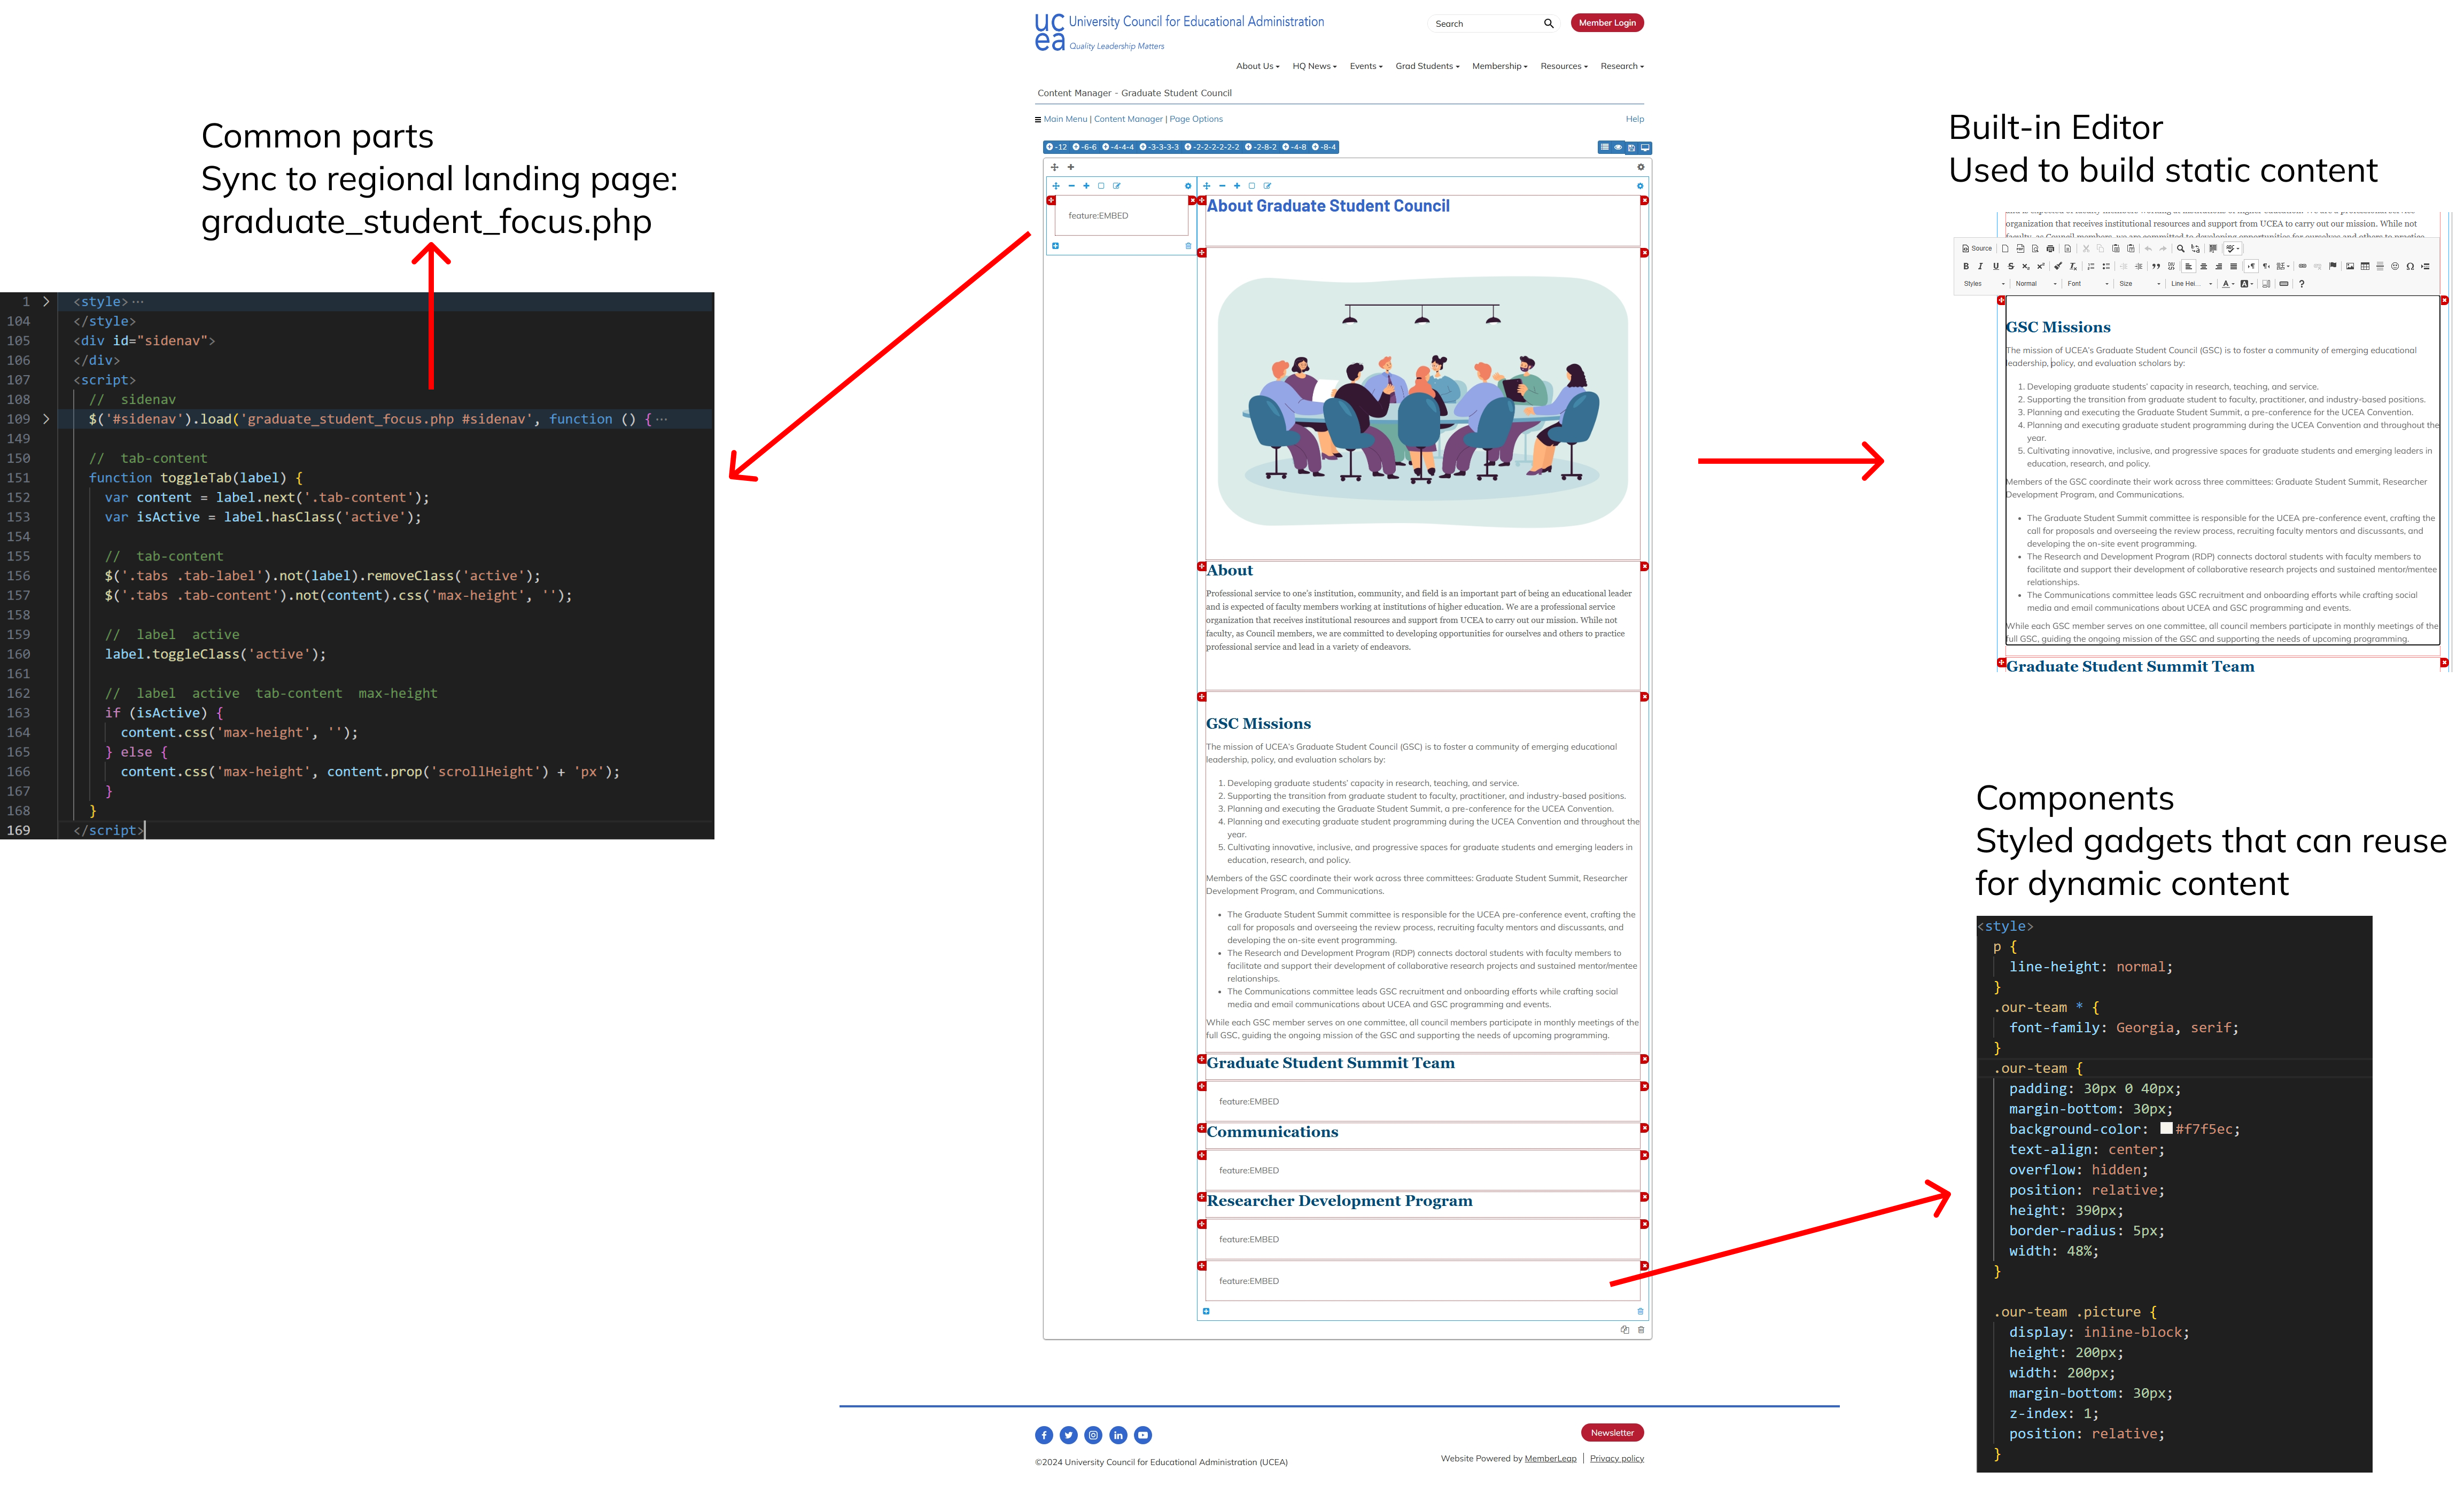 Common parts
Sync to regional landing page:
graduate_student_focus.php
1 <style>···
104 </style>
105 <div id="sidenav">
106 </div>
107 <script>
108 // sidenav
109 $('#sidenav').load('graduate_student_focus.php #sidenav', function () {···
149
150 // tab-content
151 function toggleTab(label) {
152 var content = label.next('.tab-content');
153 var isActive = label.hasClass('active');
154
155 // tab-content
156 $('.tabs .tab-label').not(label).removeClass('active');
157 $('.tabs .tab-content').not(content).css('max-height', '');
158
159 // label active
160 label.toggleClass('active');
161
162 // label active tab-content max-height
163 if (isActive) {
164 content.css('max-height', '');
165 } else {
166 content.css('max-height', content.prop('scrollHeight') + 'px');
167 }
168 }
169 </script>
uc ea
University Council for Educational Administration
Quality Leadership Matters
Search
Member Login
About Us HQ News Events Grad Students Membership Resources Research
Content Manager - Graduate Student Council
Main Menu | Content Manager | Page Options
Help
-12 -6-6 -4-4-4 -3-3-3-3 -2-2-2-2-2-2 -2-8-2 -4-8 -8-4
feature:EMBED
About Graduate Student Council
About
Professional service to one's institution, community, and field is an important part of being an educational leader
and is expected of faculty members working at institutions of higher education. We are a professional service
organization that receives institutional resources and support from UCEA to carry out our mission. While not
faculty, as Council members, we are committed to developing opportunities for ourselves and others to practice
professional service and lead in a variety of endeavors.
GSC Missions
The mission of UCEA's Graduate Student Council (GSC) is to foster a community of emerging educational
leadership, policy, and evaluation scholars by:
1. Developing graduate students' capacity in research, teaching, and service.
2. Supporting the transition from graduate student to faculty, practitioner, and industry-based positions.
3. Planning and executing the Graduate Student Summit, a pre-conference for the UCEA Convention.
4. Planning and executing graduate student programming during the UCEA Convention and throughout the
year.
5. Cultivating innovative, inclusive, and progressive spaces for graduate students and emerging leaders in
education, research, and policy.
Members of the GSC coordinate their work across three committees: Graduate Student Summit, Researcher
Development Program, and Communications.
• The Graduate Student Summit committee is responsible for the UCEA pre-conference event, crafting the
call for proposals and overseeing the review process, recruiting faculty mentors and discussants, and
developing the on-site event programming.
• The Research and Development Program (RDP) connects doctoral students with faculty members to
facilitate and support their development of collaborative research projects and sustained mentor/mentee
relationships.
• The Communications committee leads GSC recruitment and onboarding efforts while crafting social
media and email communications about UCEA and GSC programming and events.
While each GSC member serves on one committee, all council members participate in monthly meetings of the
full GSC, guiding the ongoing mission of the GSC and supporting the needs of upcoming programming.
Graduate Student Summit Team
feature:EMBED
Communications
feature:EMBED
Researcher Development Program
feature:EMBED
feature:EMBED
Newsletter
©2024 University Council for Educational Administration (UCEA)
Website Powered by MemberLeap | Privacy policy
Built-in Editor
Used to build static content
organization that receives institutional resources and support from UCEA to carry out our mission. While not
faculty, as Council members, we are committed to developing opportunities for ourselves and others to practice
Source
Styles Normal Font Size Line Hei...
GSC Missions
The mission of UCEA's Graduate Student Council (GSC) is to foster a community of emerging educational
leadership, policy, and evaluation scholars by:
1. Developing graduate students' capacity in research, teaching, and service.
2. Supporting the transition from graduate student to faculty, practitioner, and industry-based positions.
3. Planning and executing the Graduate Student Summit, a pre-conference for the UCEA Convention.
4. Planning and executing graduate student programming during the UCEA Convention and throughout the
year.
5. Cultivating innovative, inclusive, and progressive spaces for graduate students and emerging leaders in
education, research, and policy.
Members of the GSC coordinate their work across three committees: Graduate Student Summit, Researcher
Development Program, and Communications.
• The Graduate Student Summit committee is responsible for the UCEA pre-conference event, crafting the
call for proposals and overseeing the review process, recruiting faculty mentors and discussants, and
developing the on-site event programming.
• The Research and Development Program (RDP) connects doctoral students with faculty members to
facilitate and support their development of collaborative research projects and sustained mentor/mentee
relationships.
• The Communications committee leads GSC recruitment and onboarding efforts while crafting social
media and email communications about UCEA and GSC programming and events.
While each GSC member serves on one committee, all council members participate in monthly meetings of the
full GSC, guiding the ongoing mission of the GSC and supporting the needs of upcoming programming.
Graduate Student Summit Team
Components
Styled gadgets that can reuse
for dynamic content
<style>
p {
line-height: normal;
}
.our-team * {
font-family: Georgia, serif;
}
.our-team {
padding: 30px 0 40px;
margin-bottom: 30px;
background-color: #f7f5ec;
text-align: center;
overflow: hidden;
position: relative;
height: 390px;
border-radius: 5px;
width: 48%;
}
.our-team .picture {
display: inline-block;
height: 200px;
width: 200px;
margin-bottom: 30px;
z-index: 1;
position: relative;
}